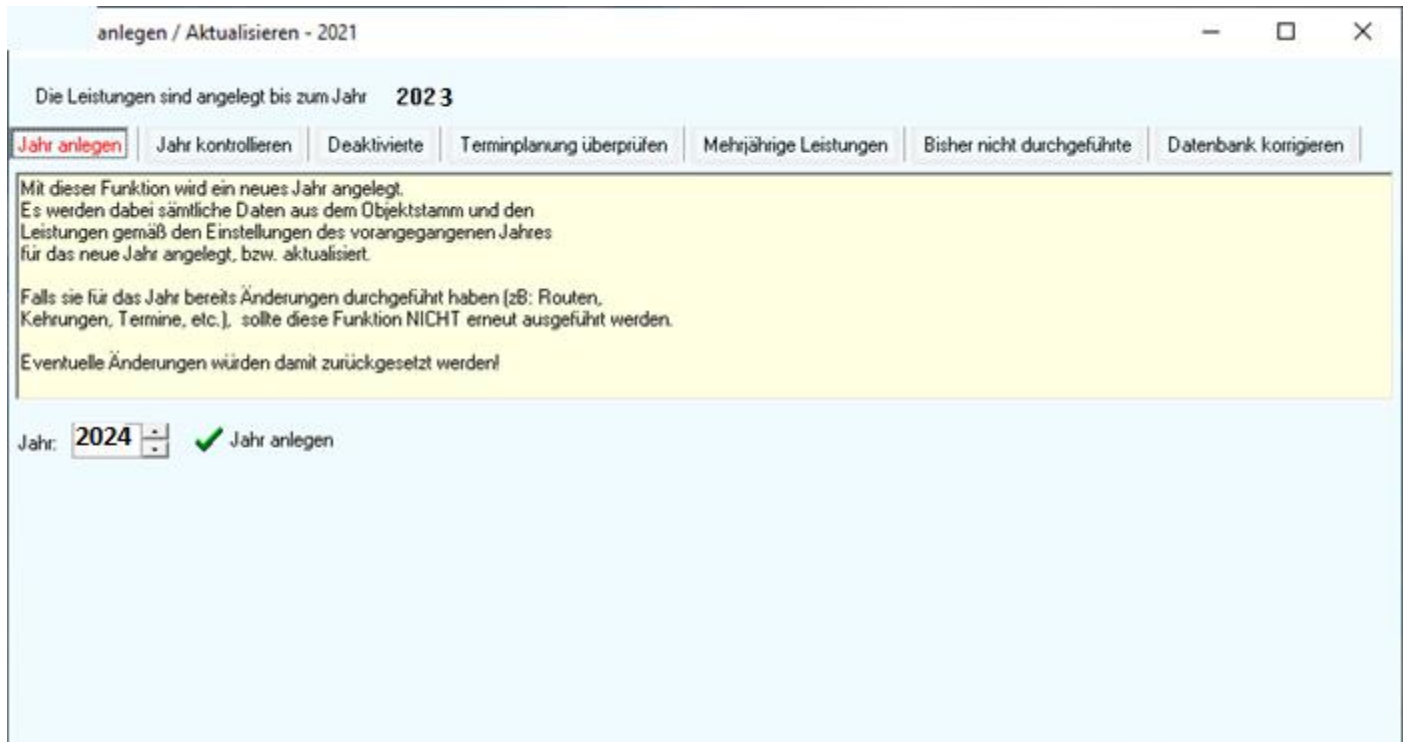 anlegen / Aktualisieren - 2021
Die Leistungen sind angelegt bis zum Jahr 2023
Jahr anlegen Jahr kontrollieren Deaktivierte Terminplanung überprüfen Mehrjährige Leistungen Bisher nicht durchgeführte Datenbank korrigieren
Mit dieser Funktion wird ein neues Jahr angelegt.
Es werden dabei sämtliche Daten aus dem Objektstamm und den
Leistungen gemäß den Einstellungen des vorangegangenen Jahres
für das neue Jahr angelegt, bzw. aktualisiert.
Falls sie für das Jahr bereits Änderungen durchgeführt haben (zB: Routen,
Kehrungen, Termine, etc.), sollte diese Funktion NICHT erneut ausgeführt werden.
Eventuelle Änderungen würden damit zurückgesetzt werden!
Jahr: 2024 Jahr anlegen